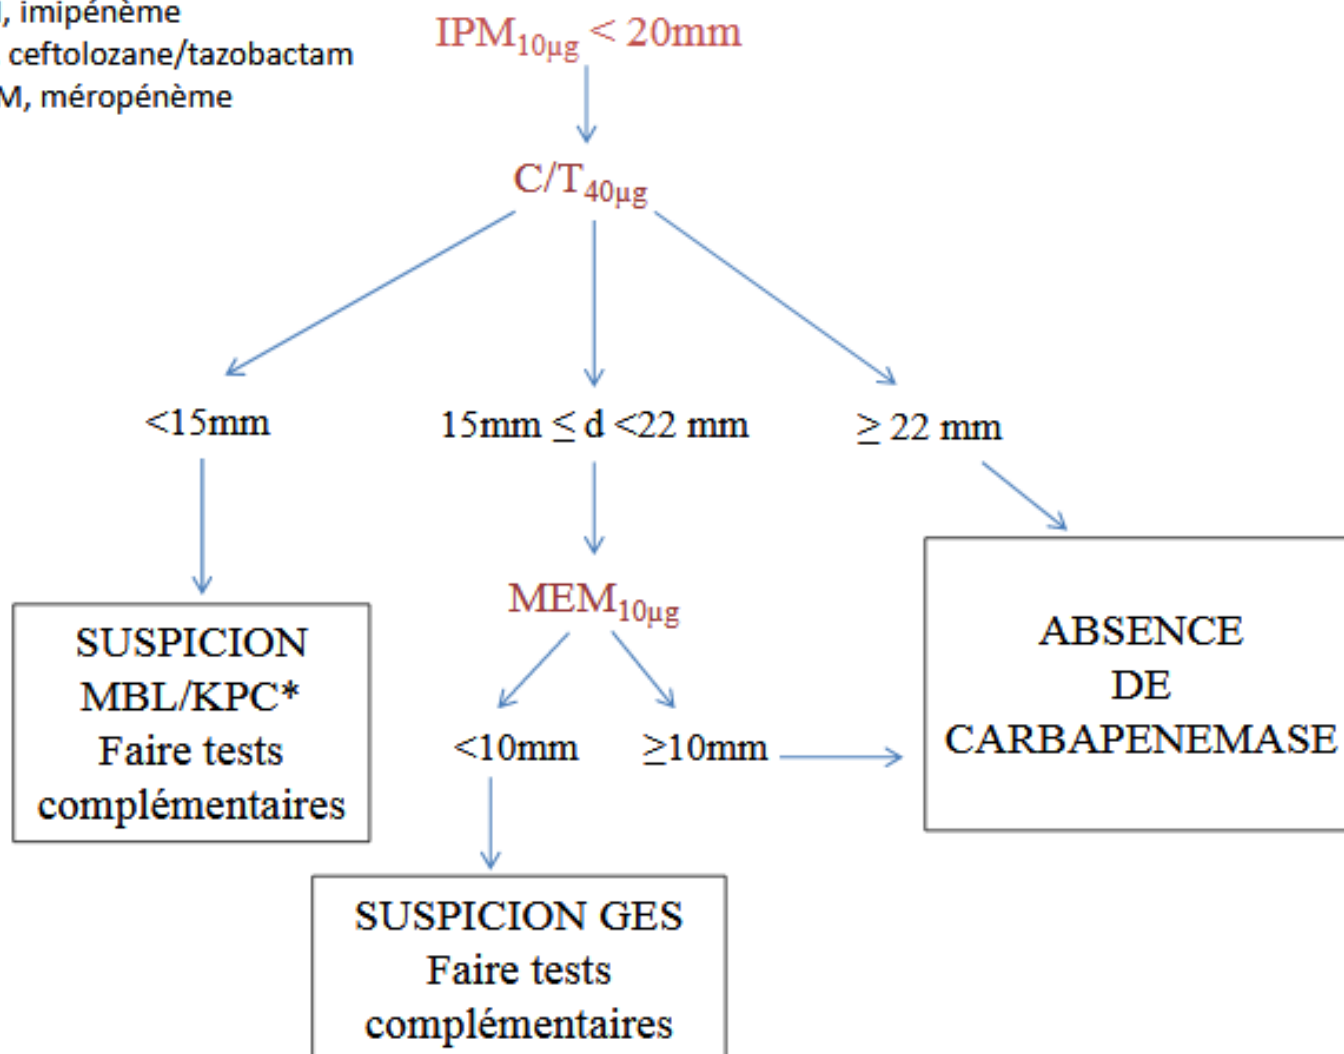 , imipénème
ceftolozane/tazobactam
M, méropénème
IPM10µg < 20mm
C/T40µg
<15mm
15mm ≤ d <22 mm
≥ 22 mm
MEM10µg
SUSPICION
MBL/KPC*
Faire tests
complémentaires
<10mm
≥10mm
ABSENCE
DE
CARBAPENEMASE
SUSPICION GES
Faire tests
complémentaires